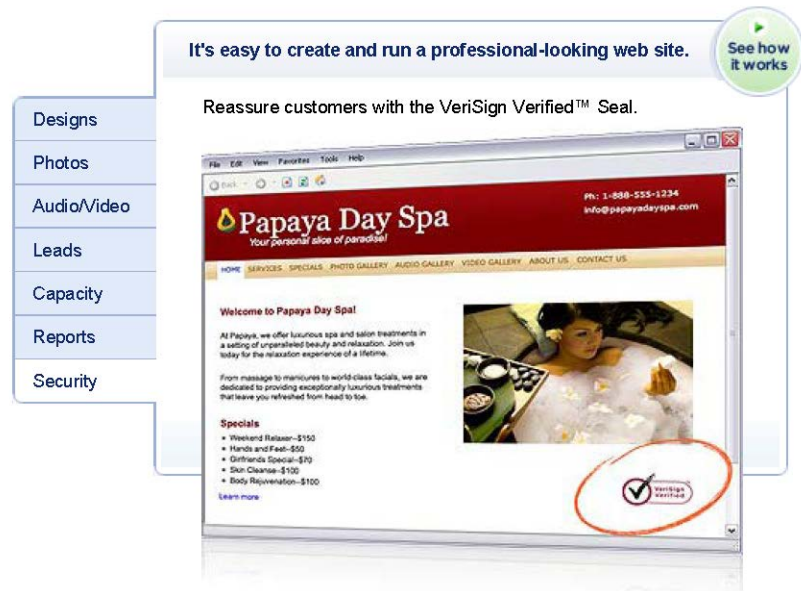 It's easy to create and run a professional-looking web site.
See how
it works
Designs
Photos
Audio/Video
Leads
Capacity
Reports
Security
Reassure customers with the VeriSign Verified™ Seal.
File Edit View Favorites Tools Help
Back
Papaya Day Spa
Your personal slice of paradise!
Ph: 1-888-555-1234
info@papayadayspa.com
HOME SERVICES SPECIALS PHOTO GALLERY AUDIO GALLERY VIDEO GALLERY ABOUT US CONTACT US
Welcome to Papaya Day Spa!
At Papaya, we offer luxurious spa and salon treatments in
a setting of unparalleled beauty and relaxation. Join us
today for the relaxation experience of a lifetime.
From massage to manicures to world-class facials, we are
dedicated to providing exceptionally luxurious treatments
that leave you refreshed from head to toe.
Specials
• Weekend Relaxer--$150
• Hands and Feet--$50
• Girlfriends Special--$70
• Skin Cleanse--$100
• Body Rejuvenation--$100
Learn more
VeriSign
Verified